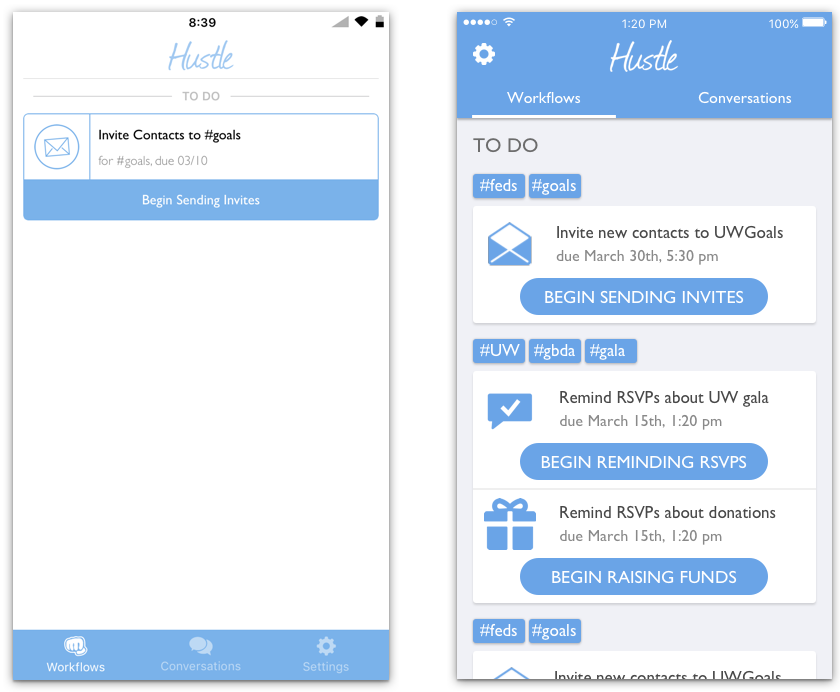 8:39
Hustle
TO DO
Invite Contacts to #goals
for #goals, due 03/10
Begin Sending Invites
Workflows
Conversations
Settings
1:20 PM
100%
Hustle
Workflows
Conversations
TO DO
#feds #goals
Invite new contacts to UWGoals
due March 30th, 5:30 pm
BEGIN SENDING INVITES
#UW #gbda #gala
Remind RSVPs about UW gala
due March 15th, 1:20 pm
BEGIN REMINDING RSVPS
Remind RSVPs about donations
due March 15th, 1:20 pm
BEGIN RAISING FUNDS
#feds #goals
Invite new contacts to UWGoals